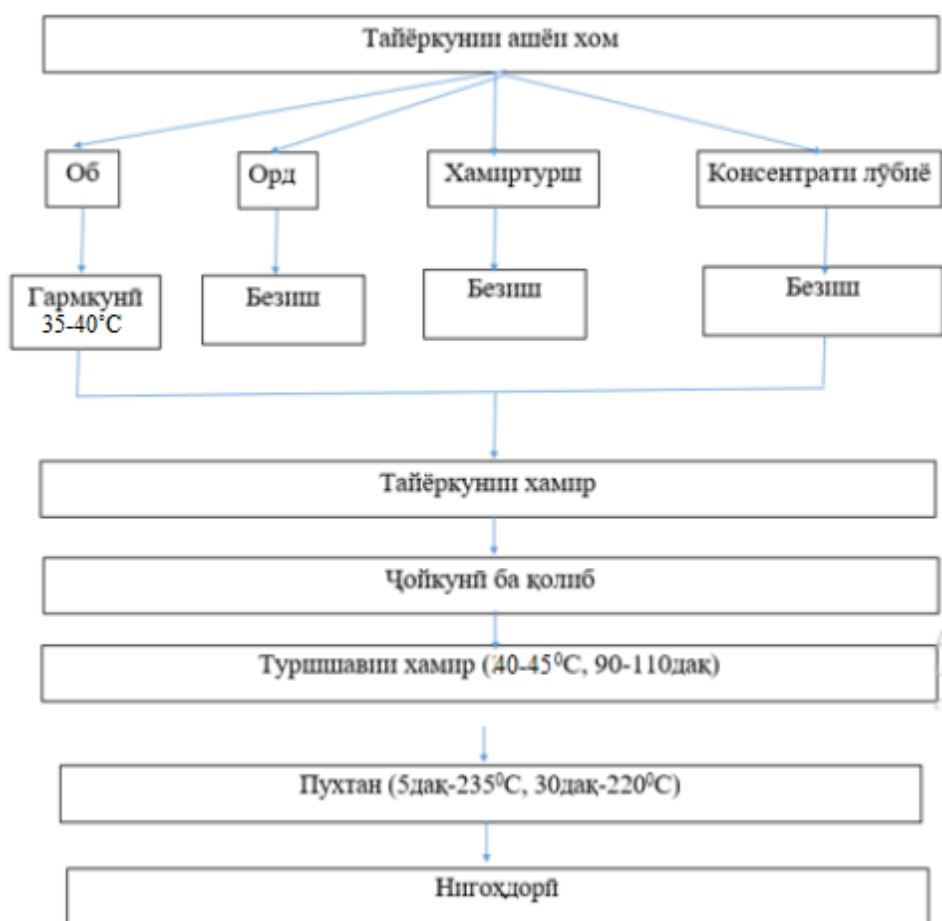 Тайёркунии ашёи хом
Об
Орд
Хамиртурш
Консентрати лӯбиё
Гармкунӣ
35-40°C
Безиш
Безиш
Безиш
Тайёркунии хамир
Ҷойкунӣ ба қолиб
Туршшавии хамир (40-45⁰C, 90-110дақ)
Пухтан (5дақ-235⁰C, 30дақ-220⁰C)
Нигоҳдорӣ